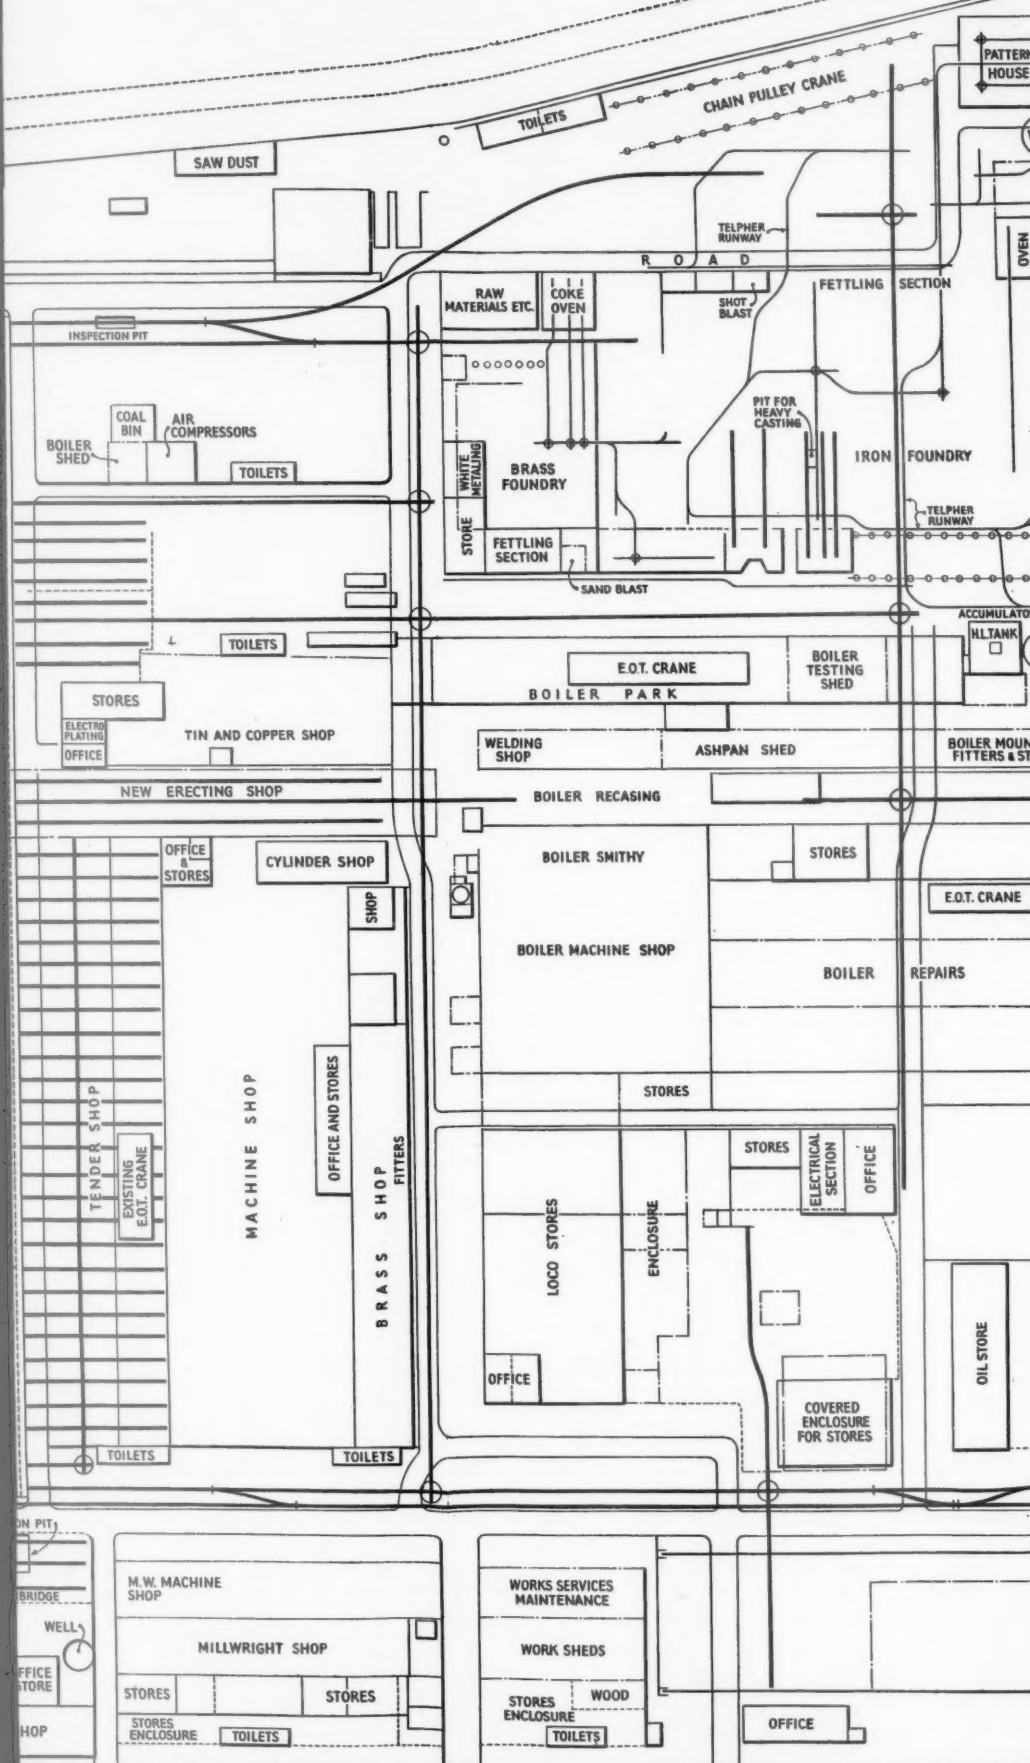 PATTERN
HOUSE
CHAIN PULLEY CRANE
TOILETS
SAW DUST
TELPHER
RUNWAY
OVEN
ROAD
FETTLING SECTION
RAW
MATERIALS ETC.
COKE
OVEN
SHOT
BLAST
INSPECTION PIT
COAL
BIN
AIR
COMPRESSORS
BOILER
SHED
TOILETS
PIT FOR
HEAVY
CASTING
WHITE
METALING
BRASS
FOUNDRY
IRON FOUNDRY
TELPHER
RUNWAY
STORE
FETTLING
SECTION
SAND BLAST
ACCUMULATO
H.L.TANK
TOILETS
E.O.T. CRANE
BOILER
TESTING
SHED
BOILER PARK
STORES
ELECTRO
PLATING
OFFICE
TIN AND COPPER SHOP
WELDING
SHOP
ASHPAN SHED
BOILER MOUN
FITTERS & ST
NEW ERECTING SHOP
BOILER RECASING
OFFICE
&
STORES
CYLINDER SHOP
BOILER SMITHY
STORES
SHOP
E.O.T. CRANE
BOILER MACHINE SHOP
BOILER REPAIRS
TENDER SHOP
EXISTING
E.O.T. CRANE
MACHINE SHOP
OFFICE AND STORES
BRASS SHOP
FITTERS
STORES
LOCO STORES
ENCLOSURE
STORES
ELECTRICAL
SECTION
OFFICE
OIL STORE
OFFICE
COVERED
ENCLOSURE
FOR STORES
TOILETS
TOILETS
ON PIT
BRIDGE
WELL
FFICE
STORE
HOP
M.W. MACHINE
SHOP
MILLWRIGHT SHOP
STORES
STORES
STORES
ENCLOSURE
TOILETS
WORKS SERVICES
MAINTENANCE
WORK SHEDS
STORES
ENCLOSURE
WOOD
TOILETS
OFFICE